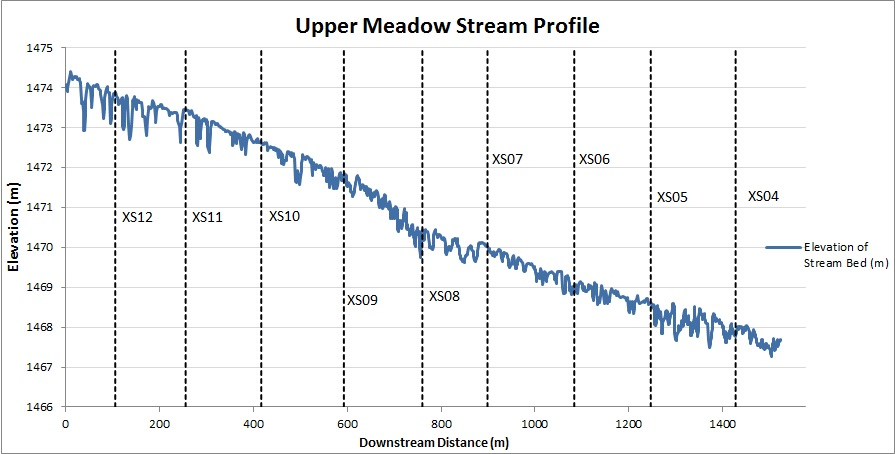 Upper Meadow Stream Profile
1475
1474
1473
1472
1471
1470
1469
1468
1467
1466
Elevation (m)
XS12
XS11
XS10
XS09
XS08
XS07
XS06
XS05
XS04
Elevation of
Stream Bed (m)
0
200
400
600
800
1000
1200
1400
Downstream Distance (m)